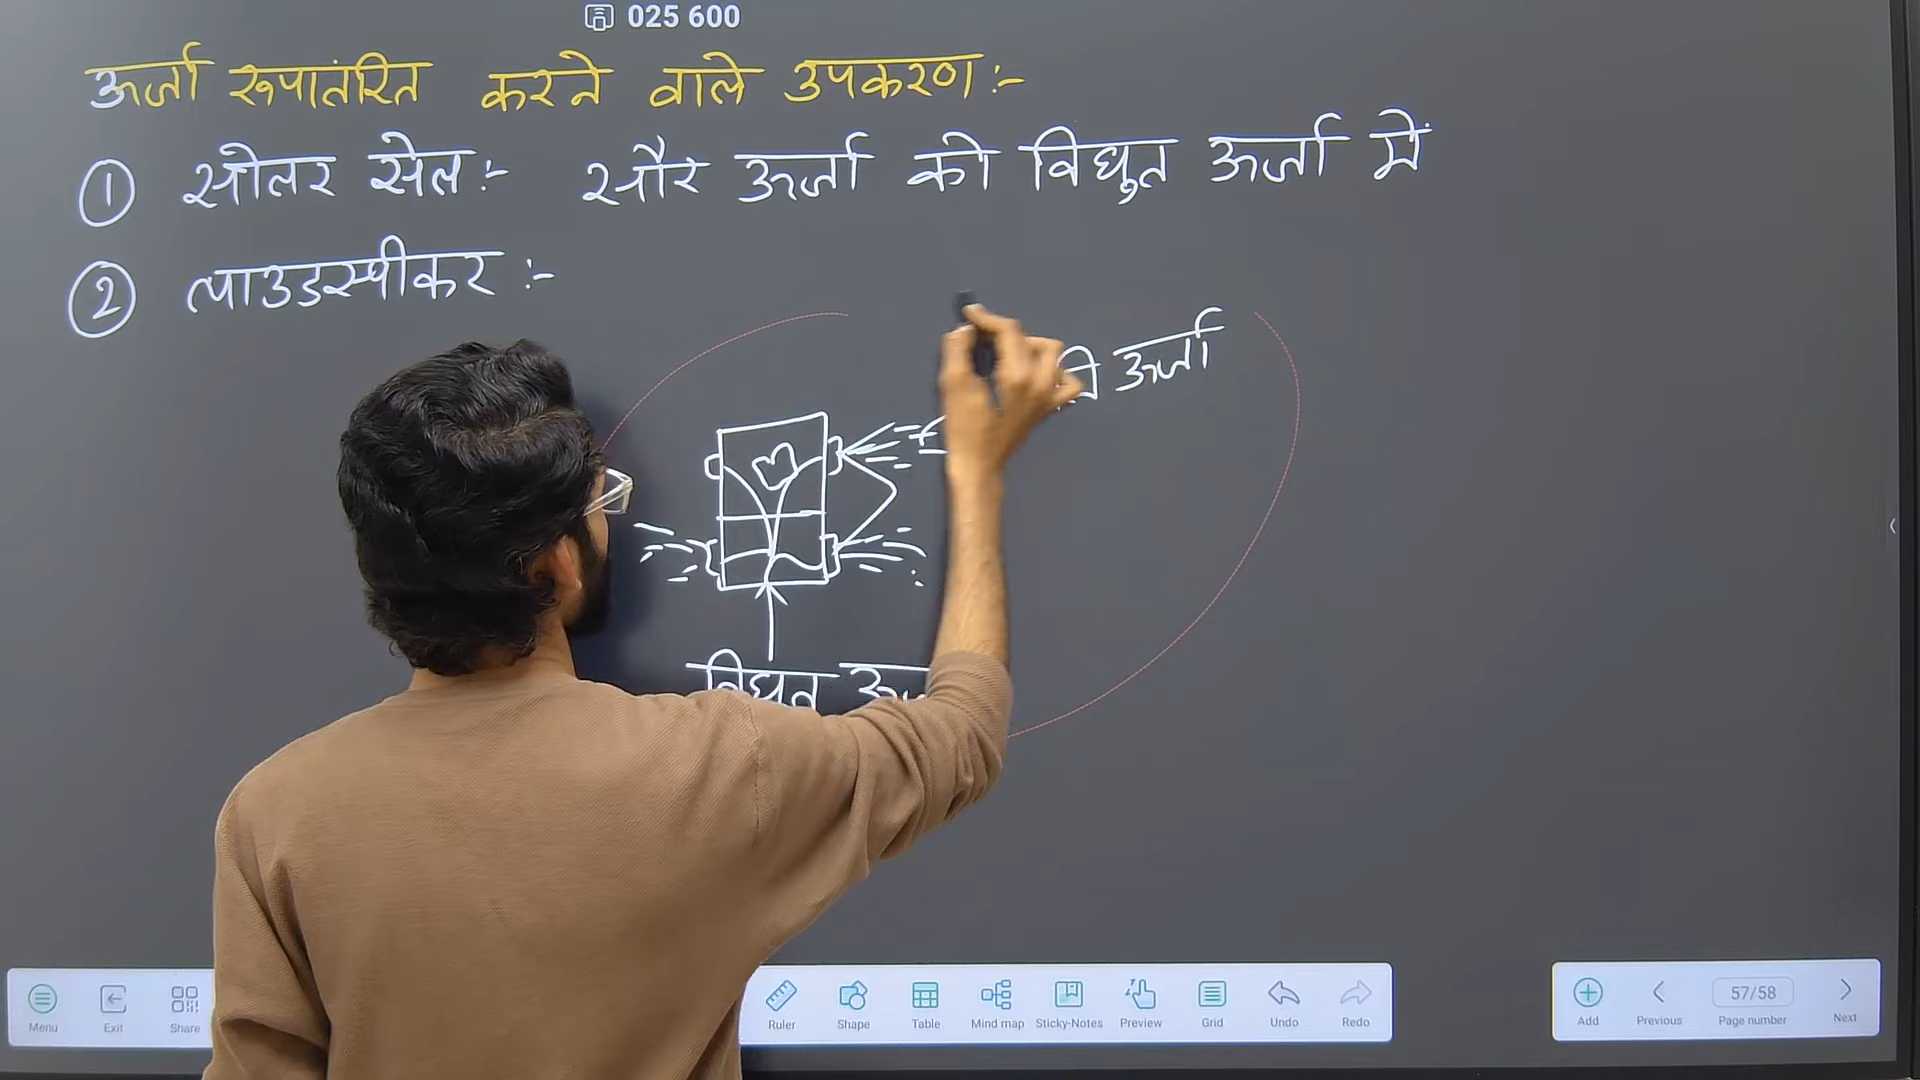 025 600
ऊर्जा रूपांतरित करने वाले उपकरण :-
① सोलर सेल :- सौर ऊर्जा को विघुत ऊर्जा में
② लाउडस्पीकर :-
ऊर्जा
विघुत
Menu Exit Share Ruler Shape Table Mind map Sticky-Notes Preview Grid Undo Redo Add Previous 57/58 Page number Next